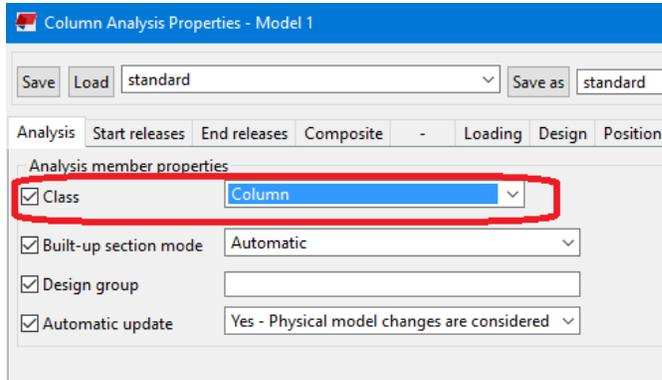 Column Analysis Properties - Model 1
Save Load standard Save as standard
Analysis Start releases End releases Composite - Loading Design Position
Analysis member properties
Class Column
Built-up section mode Automatic
Design group
Automatic update Yes - Physical model changes are considered